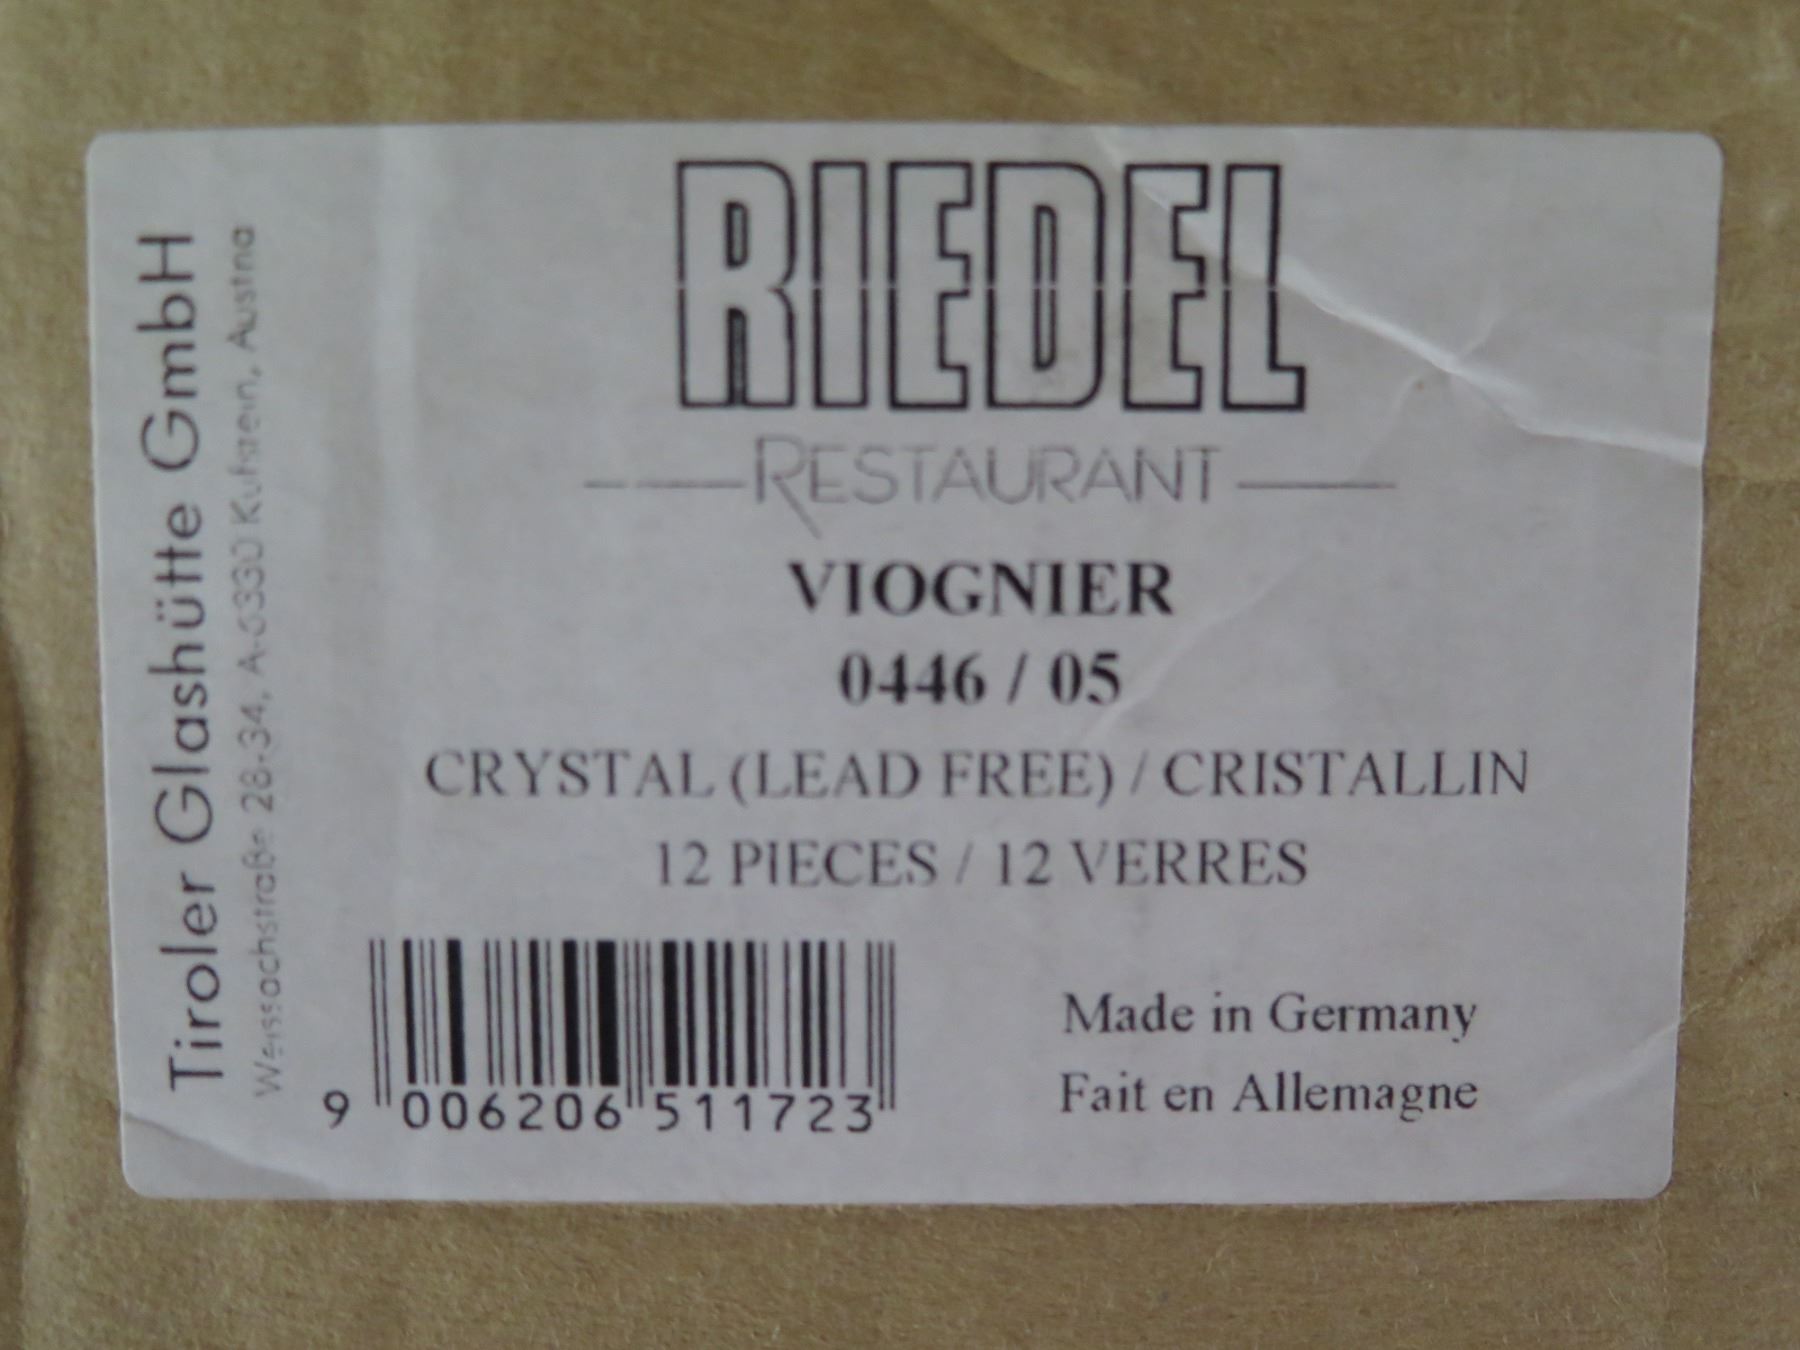 Tiroler Glashütte GmbH
Weissachstraße 28-34, A-6330 Kufstein, Austria
RIEDEL
RESTAURANT
VIOGNIER
0446 / 05
CRYSTAL (LEAD FREE) / CRISTALLIN
12 PIECES / 12 VERRES
Made in Germany
Fait en Allemagne
9 006206 511723